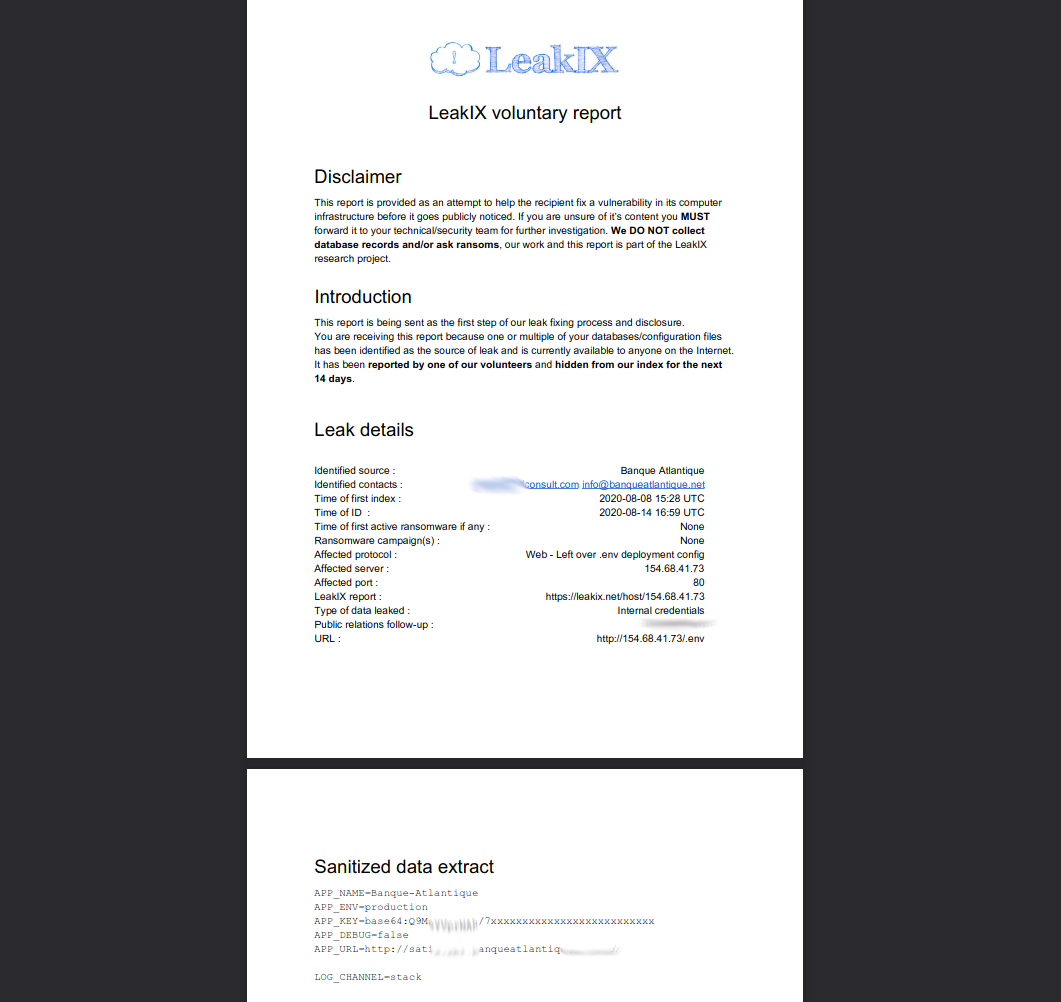 LeakIX
LeakIX voluntary report
Disclaimer
This report is provided as an attempt to help the recipient fix a vulnerability in its computer
infrastructure before it goes publicly noticed. If you are unsure of it's content you MUST
forward it to your technical/security team for further investigation. We DO NOT collect
database records and/or ask ransoms, our work and this report is part of the LeakIX
research project.
Introduction
This report is being sent as the first step of our leak fixing process and disclosure.
You are receiving this report because one or multiple of your databases/configuration files
has been identified as the source of leak and is currently available to anyone on the Internet.
It has been reported by one of our volunteers and hidden from our index for the next
14 days.
Leak details
Identified source : Banque Atlantique
Identified contacts : consult.com info@banqueatlantique.net
Time of first index : 2020-08-08 15:28 UTC
Time of ID : 2020-08-14 16:59 UTC
Time of first active ransomware if any : None
Ransomware campaign(s) : None
Affected protocol : Web - Left over .env deployment config
Affected server : 154.68.41.73
Affected port : 80
LeakIX report : https://leakix.net/host/154.68.41.73
Type of data leaked : Internal credentials
Public relations follow-up :
URL : http://154.68.41.73/.env
Sanitized data extract
APP_NAME=Banque-Atlantique
APP_ENV=production
APP_KEY=base64:Q9M /7xxxxxxxxxxxxxxxxxxxxxxxxxx
APP_DEBUG=false
APP_URL=http://sat anqueatlantiq
LOG_CHANNEL=stack